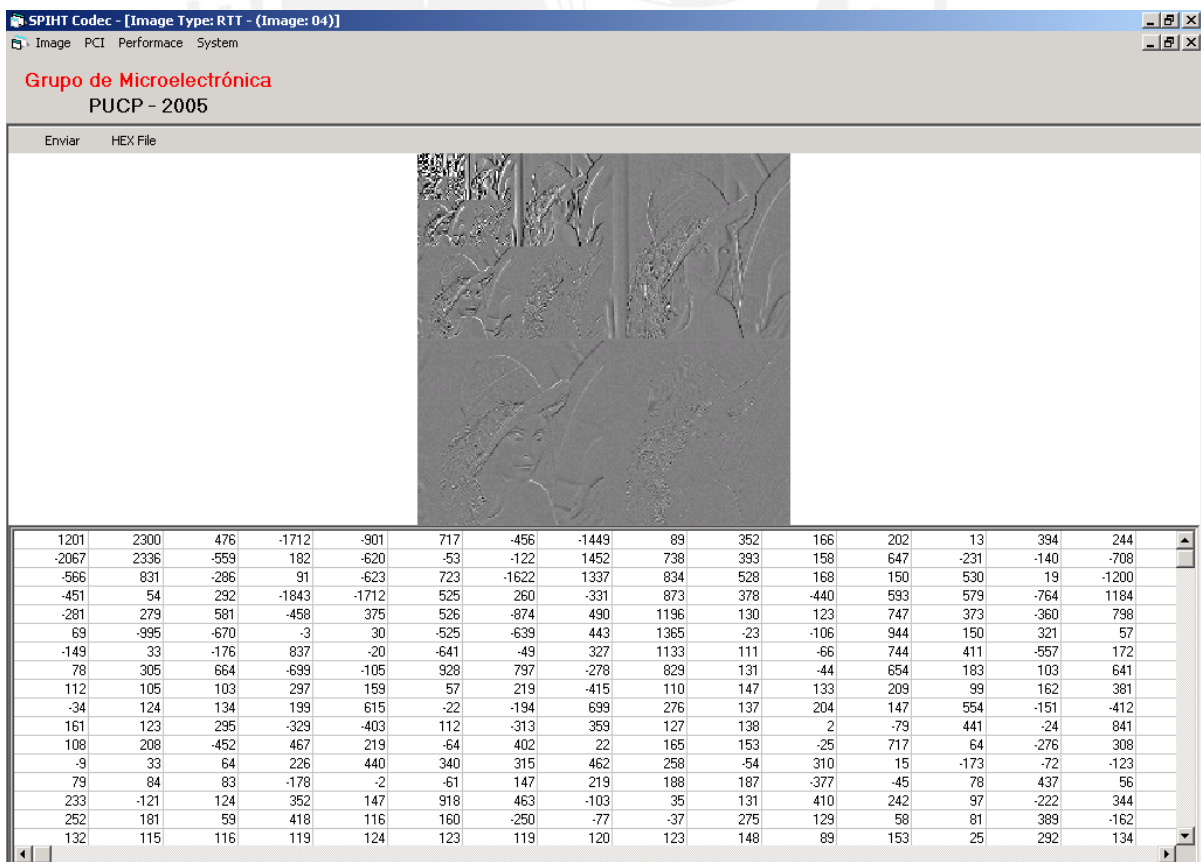 SPIHT Codec - [Image Type: RTT - (Image: 04)]
Image PCI Performace System
Grupo de Microelectrónica
PUCP - 2005
Enviar HEX File
1201 2300 476 -1712 -901 717 -456 -1449 89 352 166 202 13 394 244
-2067 2336 -559 182 -620 -53 -122 1452 738 393 158 647 -231 -140 -708
-566 831 -286 91 -623 723 -1622 1337 834 528 168 150 530 19 -1200
-451 54 292 -1843 -1712 525 260 -331 873 378 -440 593 579 -764 1184
-281 279 581 -458 375 526 -874 490 1196 130 123 747 373 -360 798
69 -995 -670 -3 30 -525 -639 443 1365 -23 -106 944 150 321 57
-149 33 -176 837 -20 -641 -49 327 1133 111 -66 744 411 -557 172
78 305 664 -699 -105 928 797 -278 829 131 -44 654 183 103 641
112 105 103 297 159 57 219 -415 110 147 133 209 99 162 381
-34 124 134 199 615 -22 -194 699 276 137 204 147 554 -151 -412
161 123 295 -329 -403 112 -313 359 127 138 2 -79 441 -24 841
108 208 -452 467 219 -64 402 22 165 153 -25 717 64 -276 308
-9 33 64 226 440 340 315 462 258 -54 310 15 -173 -72 -123
79 84 83 -178 -2 -61 147 219 188 187 -377 -45 78 437 56
233 -121 124 352 147 918 463 -103 35 131 410 242 97 -222 344
252 181 59 418 116 160 -250 -77 -37 275 129 58 81 389 -162
132 115 116 119 124 123 119 120 123 148 89 153 25 292 134